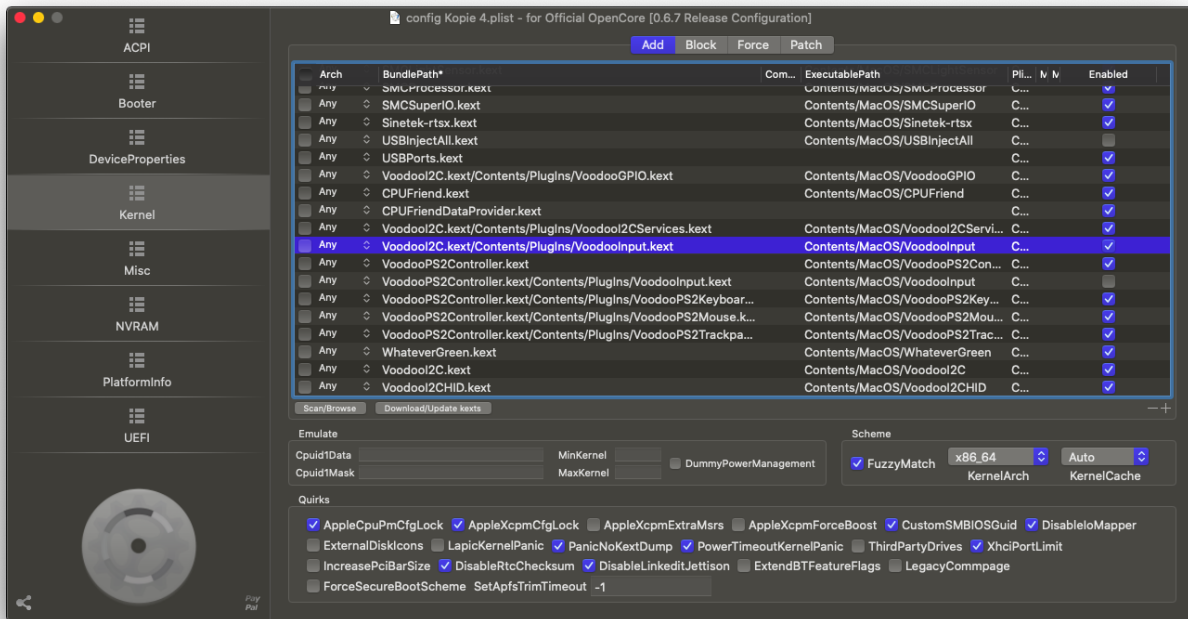 config Kopie 4.plist - for Official OpenCore [0.6.7 Release Configuration]
ACPI
Booter
DeviceProperties
Kernel
Misc
NVRAM
PlatformInfo
UEFI
Pay
Pal
Add Block Force Patch
Arch BundlePath* Com... ExecutablePath Pli... M M Enabled
Any SMCProcessor.kext Contents/MacOS/SMCProcessor C...
Any SMCSuperIO.kext Contents/MacOS/SMCSuperIO C...
Any Sinetek-rtsx.kext Contents/MacOS/Sinetek-rtsx C...
Any USBInjectAll.kext Contents/MacOS/USBInjectAll C...
Any USBPorts.kext C...
Any VoodooI2C.kext/Contents/PlugIns/VoodooGPIO.kext Contents/MacOS/VoodooGPIO C...
Any CPUFriend.kext Contents/MacOS/CPUFriend C...
Any CPUFriendDataProvider.kext C...
Any VoodooI2C.kext/Contents/PlugIns/VoodooI2CServices.kext Contents/MacOS/VoodooI2CServi... C...
Any VoodooI2C.kext/Contents/PlugIns/VoodooInput.kext Contents/MacOS/VoodooInput C...
Any VoodooPS2Controller.kext Contents/MacOS/VoodooPS2Con... C...
Any VoodooPS2Controller.kext/Contents/PlugIns/VoodooInput.kext Contents/MacOS/VoodooInput C...
Any VoodooPS2Controller.kext/Contents/PlugIns/VoodooPS2Keyboar... Contents/MacOS/VoodooPS2Key... C...
Any VoodooPS2Controller.kext/Contents/PlugIns/VoodooPS2Mouse.k... Contents/MacOS/VoodooPS2Mou... C...
Any VoodooPS2Controller.kext/Contents/PlugIns/VoodooPS2Trackpa... Contents/MacOS/VoodooPS2Trac... C...
Any WhateverGreen.kext Contents/MacOS/WhateverGreen C...
Any VoodooI2C.kext Contents/MacOS/VoodooI2C C...
Any VoodooI2CHID.kext Contents/MacOS/VoodooI2CHID C...
Scan/Browse Download/Update kexts
Emulate
Cpuid1Data MinKernel
Cpuid1Mask MaxKernel
DummyPowerManagement
Scheme
FuzzyMatch x86_64 Auto
KernelArch KernelCache
Quirks
AppleCpuPmCfgLock AppleXcpmCfgLock AppleXcpmExtraMsrs AppleXcpmForceBoost CustomSMBIOSGuid DisableIoMapper
ExternalDiskIcons LapicKernelPanic PanicNoKextDump PowerTimeoutKernelPanic ThirdPartyDrives XhciPortLimit
IncreasePciBarSize DisableRtcChecksum DisableLinkeditJettison ExtendBTFeatureFlags LegacyCommpage
ForceSecureBootScheme SetApfsTrimTimeout -1